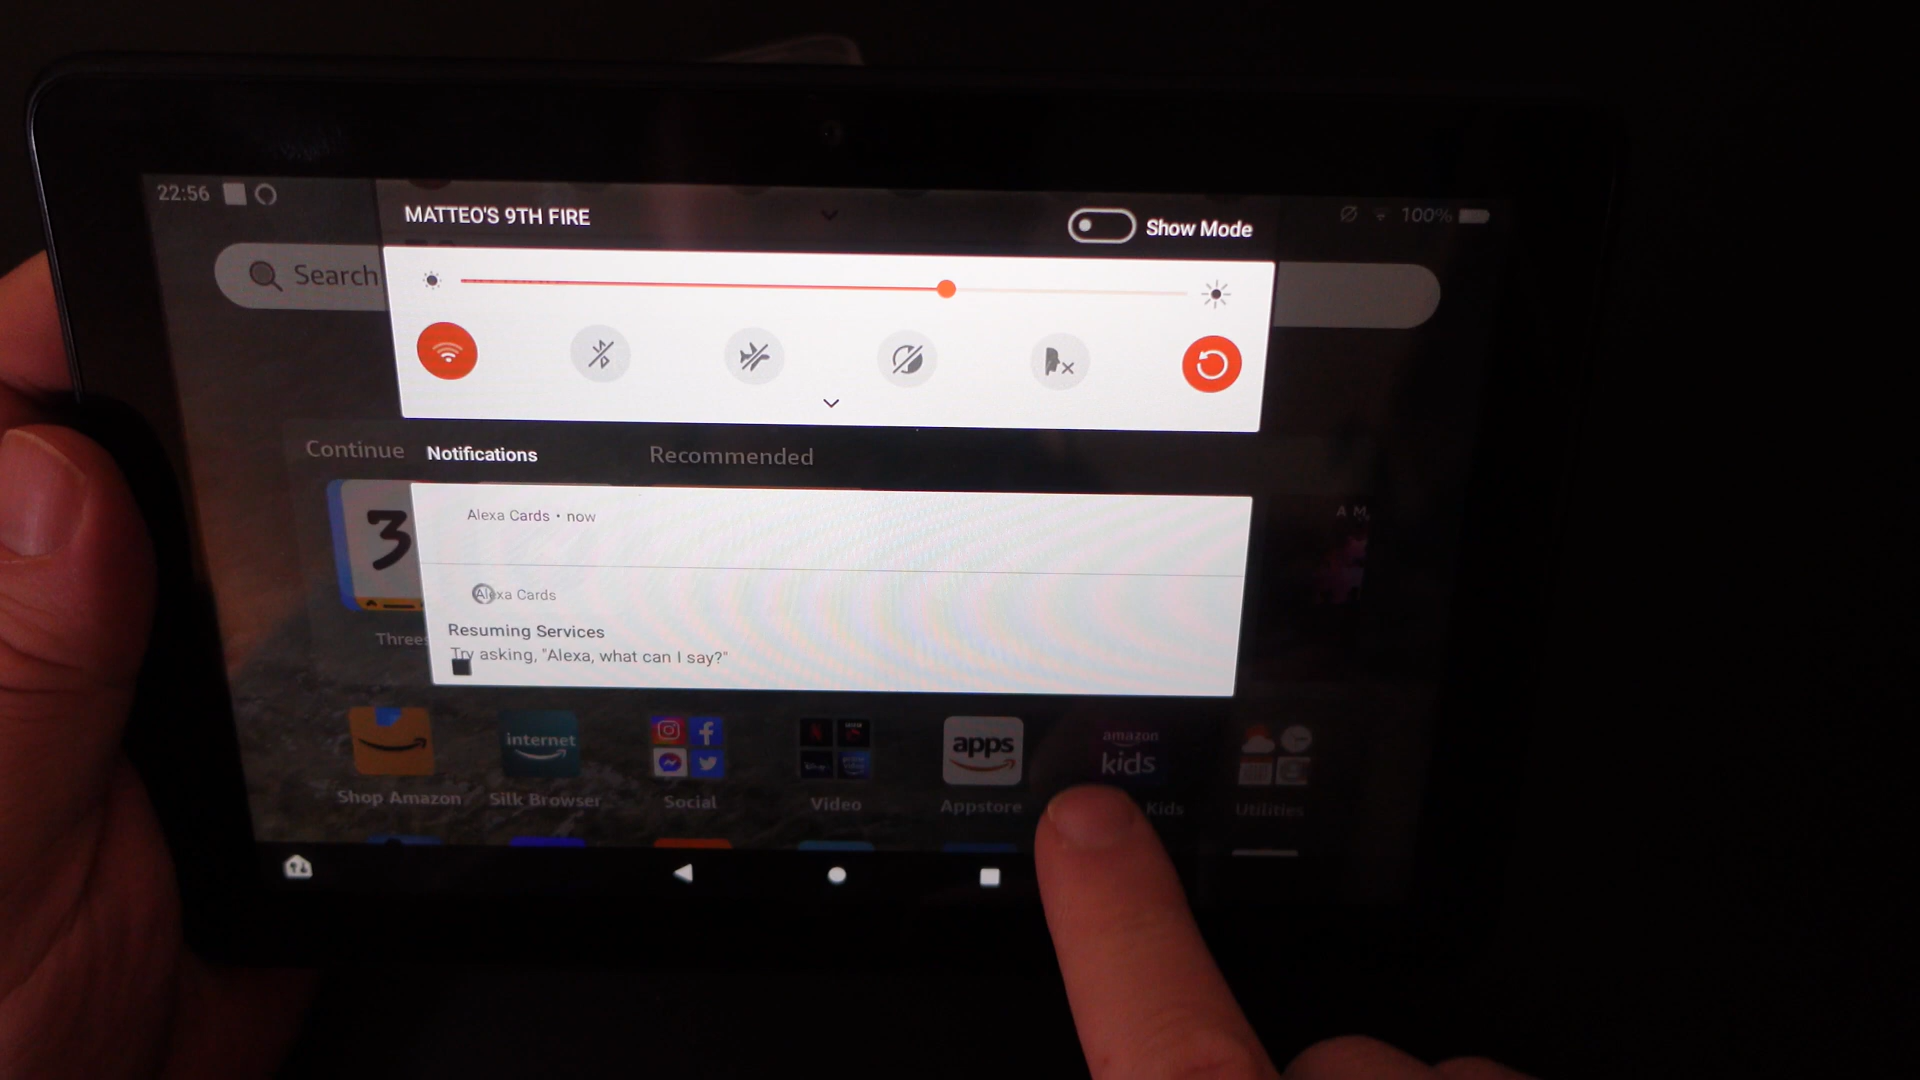 22:56
MATTEO'S 9TH FIRE
Show Mode
100%
Search
Continue
Notifications
Recommended
Alexa Cards • now
3
A M
Alexa Cards
Resuming Services
Try asking, "Alexa, what can I say?"
Threes
internet
apps
amazon
kids
Shop Amazon
Silk Browser
Social
Video
Appstore
Kids
Utilities